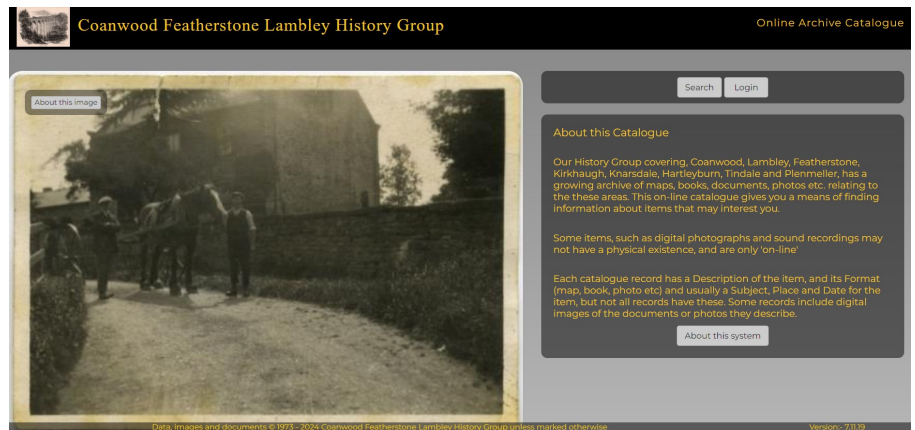 Coanwood Featherstone Lambley History Group
Online Archive Catalogue
About this image
Search
Login
About this Catalogue
Our History Group covering, Coanwood, Lambley, Featherstone,
Kirkhaugh, Knarsdale, Hartleyburn, Tindale and Plenmeller, has a
growing archive of maps, books, documents, photos etc. relating to
the these areas. This on-line catalogue gives you a means of finding
information about items that may interest you.
Some items, such as digital photographs and sound recordings may
not have a physical existence, and are only 'on-line'
Each catalogue record has a Description of the item, and its Format
(map, book, photo etc) and usually a Subject, Place and Date for the
item, but not all records have these. Some records include digital
images of the documents or photos they describe.
About this system
Data, images and documents © 1973 - 2024 Coanwood Featherstone Lambley History Group unless marked otherwise
Version:- 7.11.19